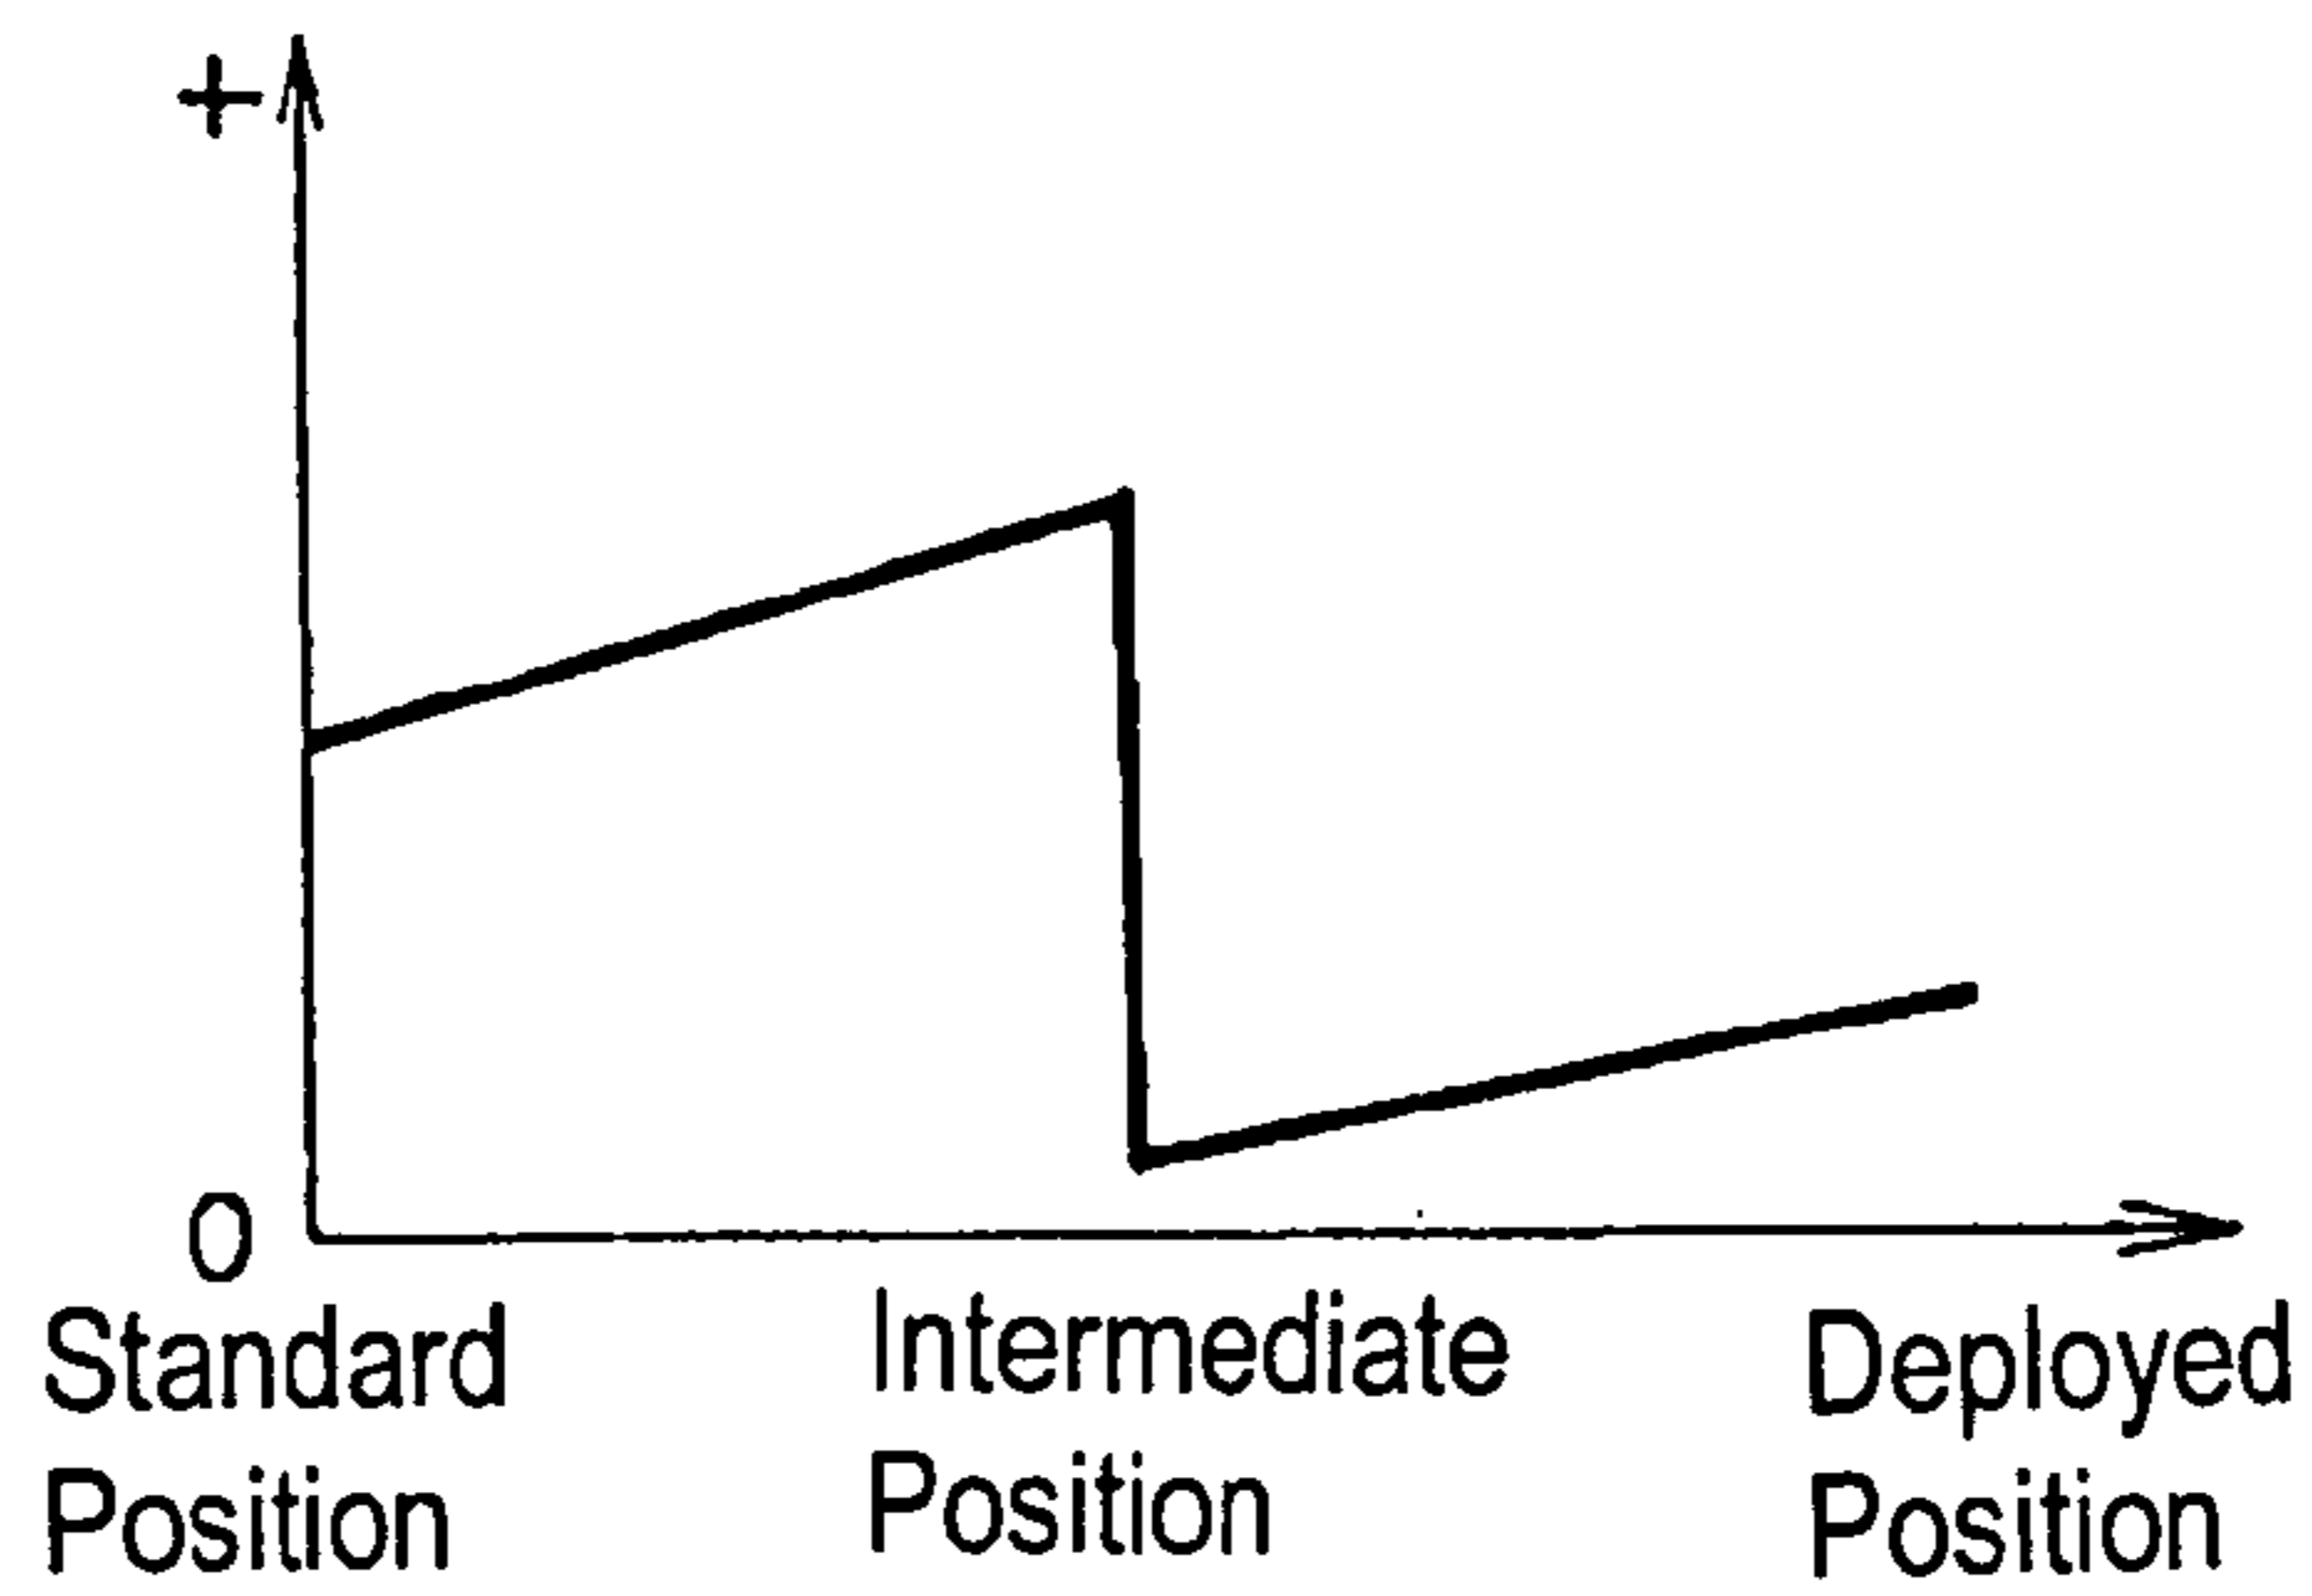 +
0
Standard
Position
Intermediate
Position
Deployed
Position